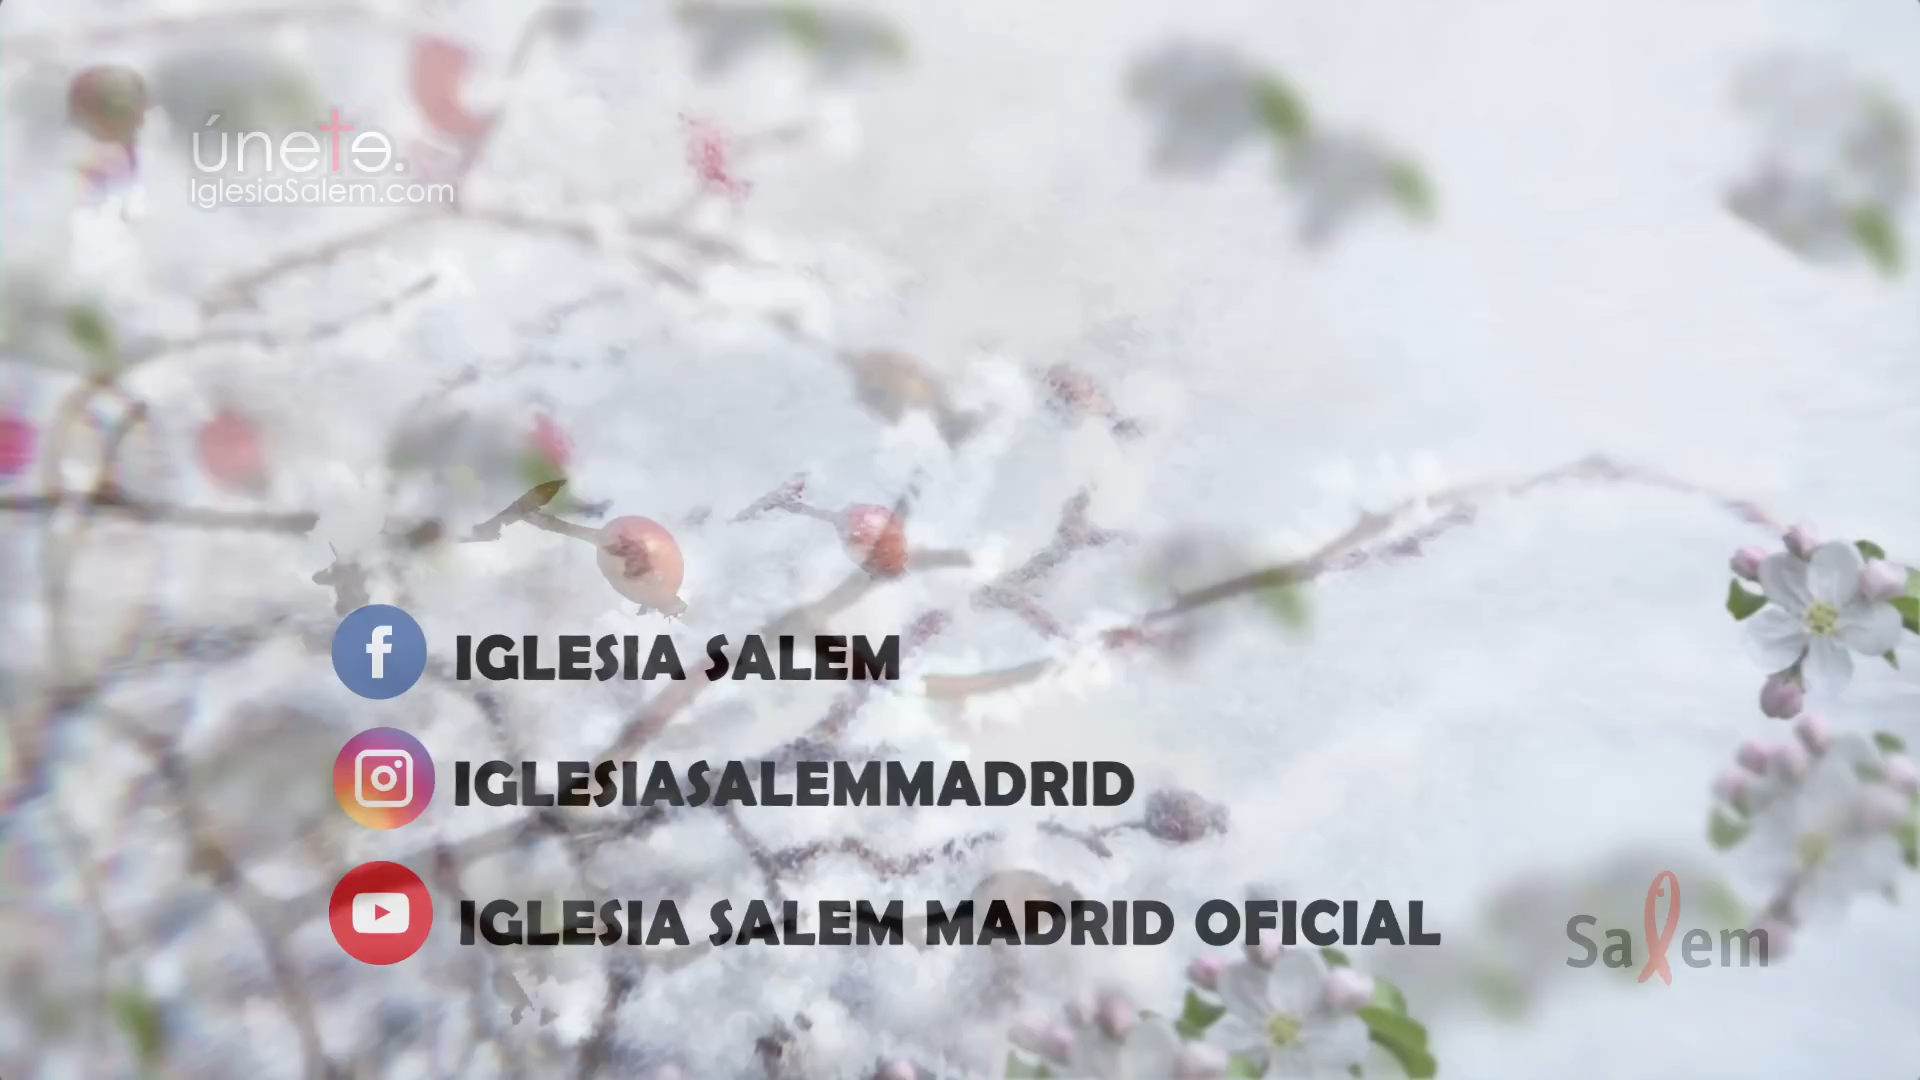 únete.
IglesiaSalem.com
IGLESIA SALEM
IGLESIASALEMMADRID
IGLESIA SALEM MADRID OFICIAL
Salem